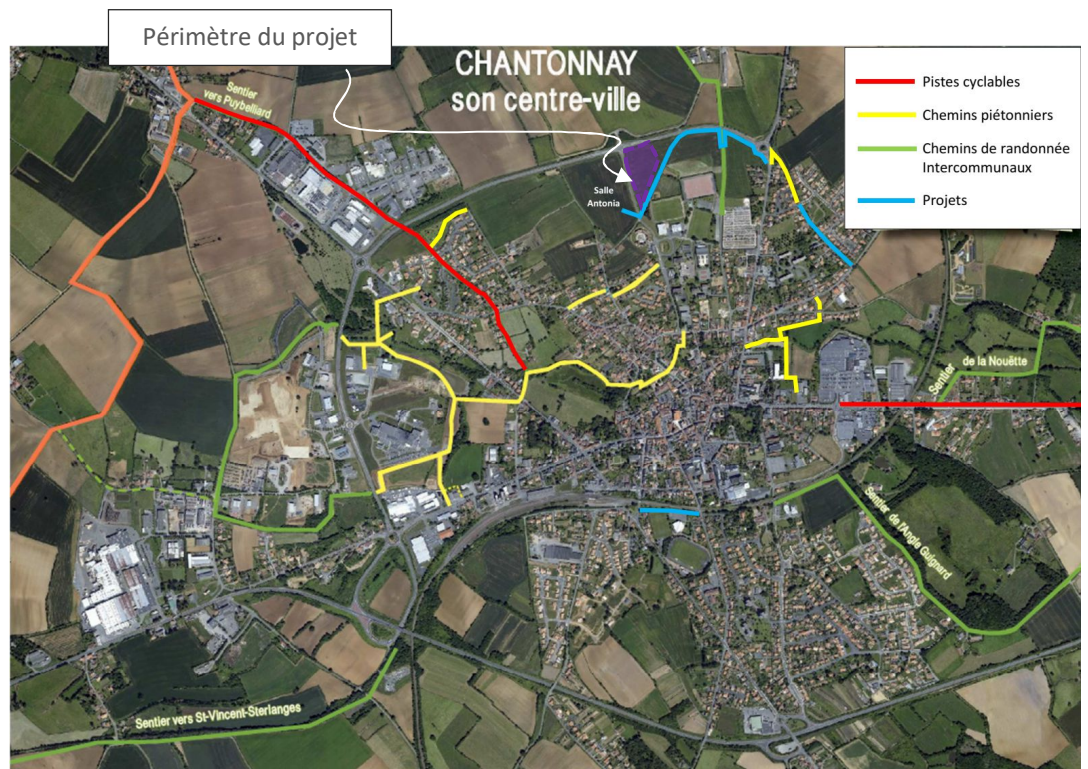 Périmètre du projet
CHANTONNAY
son centre-ville
Sentier
vers Puybelliard
Pistes cyclables
Chemins piétonniers
Chemins de randonnée
Intercommunaux
Projets
Salle
Antonia
Sentier
de la Nouëtte
Sentier de l'Angle Guignard
Sentier vers St-Vincent-Sterlanges